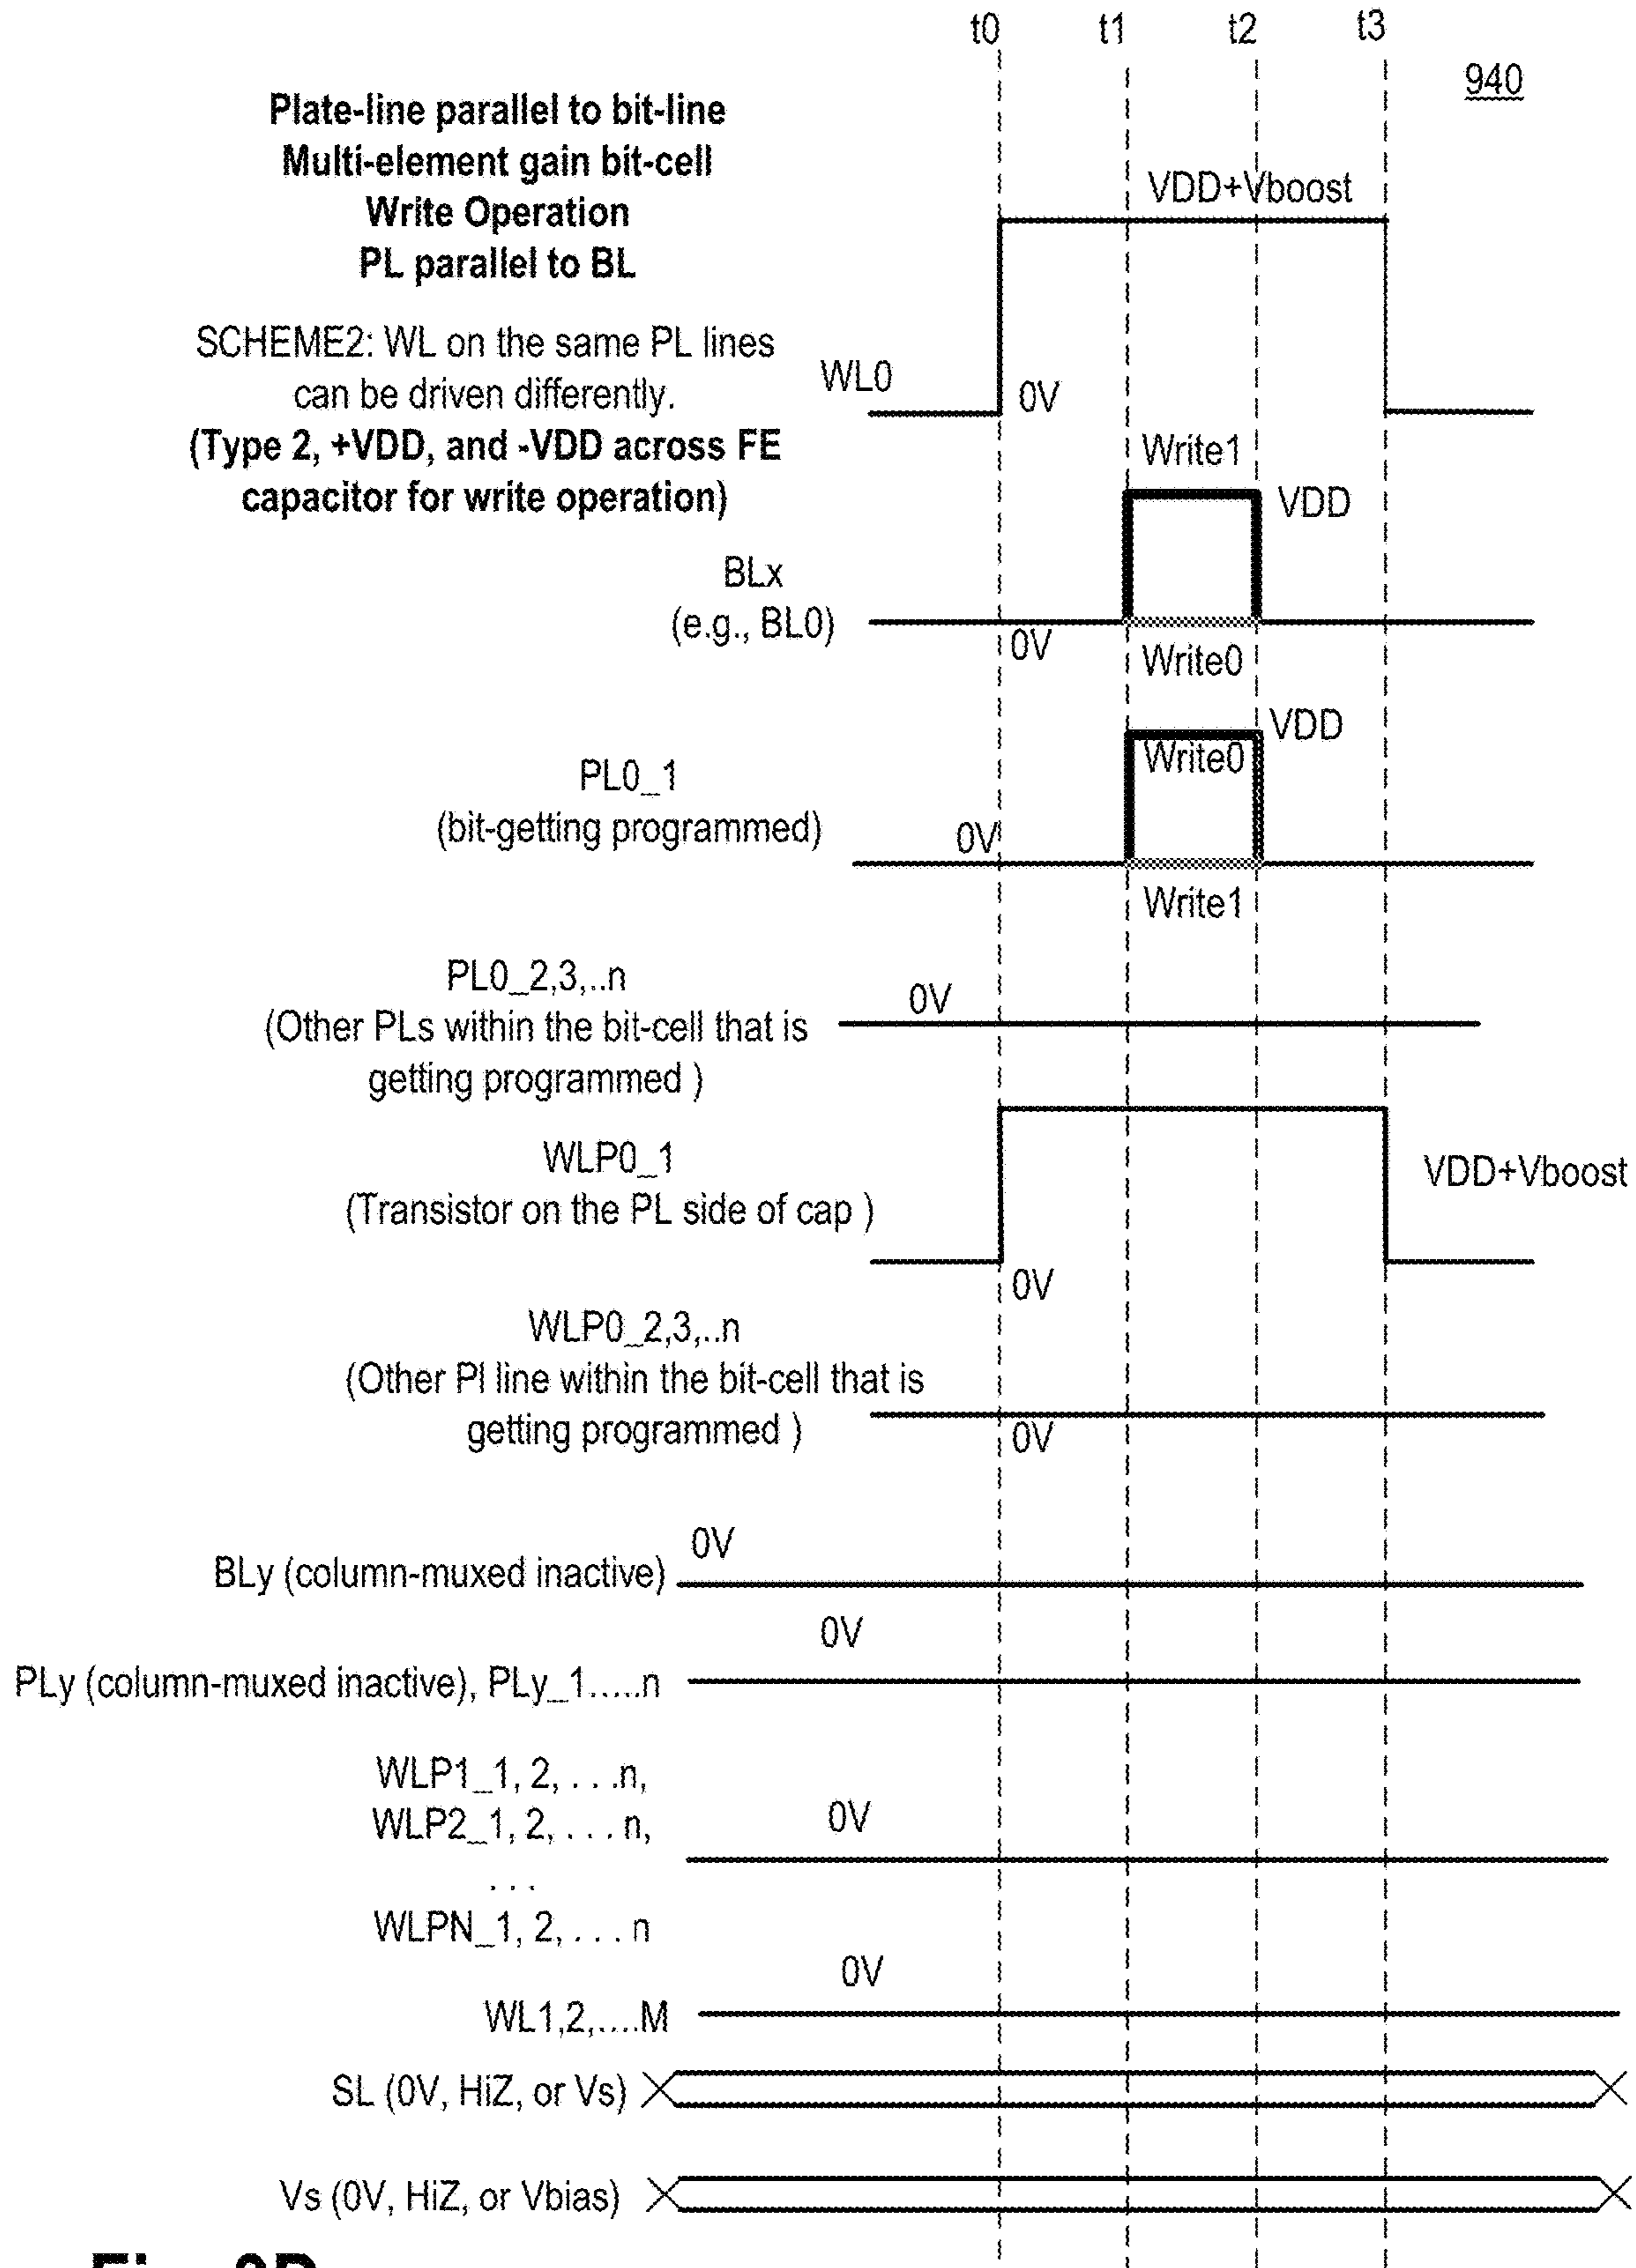 t0 t1 t2 t3
940
Plate-line parallel to bit-line
Multi-element gain bit-cell
Write Operation
PL parallel to BL
SCHEME2: WL on the same PL lines
can be driven differently.
(Type 2, +VDD, and -VDD across FE
capacitor for write operation)
VDD+Vboost
WL0
0V
Write1
VDD
BLx
(e.g., BL0)
0V
Write0
VDD
Write0
PL0_1
(bit-getting programmed)
0V
Write1
PL0_2,3,..n
(Other PLs within the bit-cell that is
getting programmed )
0V
WLP0_1
(Transistor on the PL side of cap )
VDD+Vboost
0V
WLP0_2,3,..n
(Other Pl line within the bit-cell that is
getting programmed )
0V
0V
BLy (column-muxed inactive)
0V
PLy (column-muxed inactive), PLy_1.....n
WLP1_1, 2, . . .n,
WLP2_1, 2, . . . n,
0V
. . .
WLPN_1, 2, . . . n
0V
WL1,2,....M
SL (0V, HiZ, or Vs)
Vs (0V, HiZ, or Vbias)